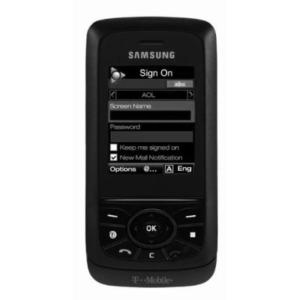 SAMSUNG
Sign On
abc
AOL
Screen Name
Password
Keep me signed on
New Mail Notification
Options @... A Eng
OK
C
T-Mobile